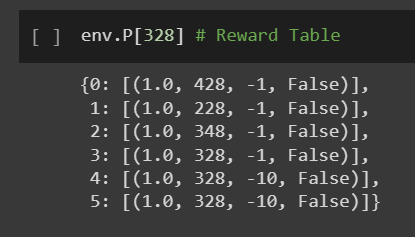 [ ] env.P[328] # Reward Table
{0: [(1.0, 428, -1, False)],
1: [(1.0, 228, -1, False)],
2: [(1.0, 348, -1, False)],
3: [(1.0, 328, -1, False)],
4: [(1.0, 328, -10, False)],
5: [(1.0, 328, -10, False)]}